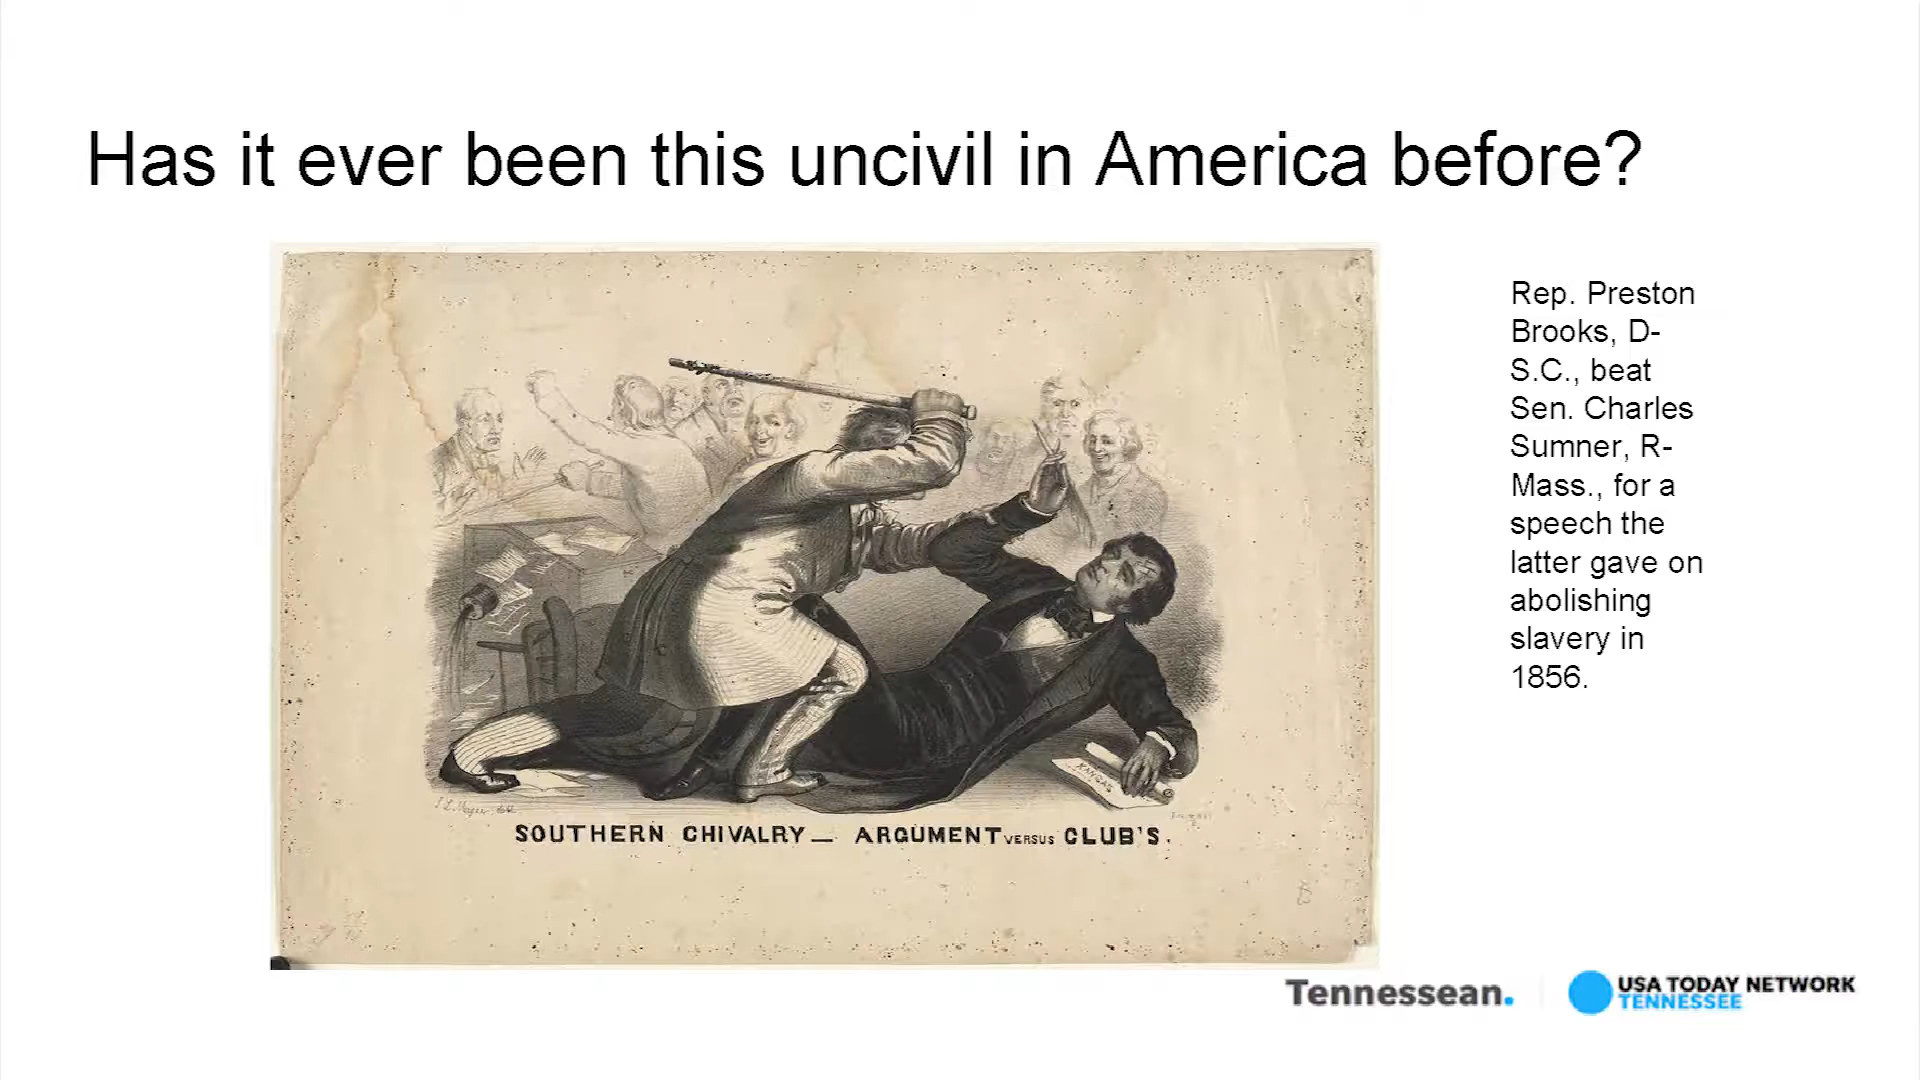 Has it ever been this uncivil in America before?
Rep. Preston
Brooks, D-
S.C., beat
Sen. Charles
Sumner, R-
Mass., for a
speech the
latter gave on
abolishing
slavery in
1856.
KANSAS
SOUTHERN CHIVALRY — ARGUMENT VERSUS CLUB'S.
Tennessean.
USA TODAY NETWORK
TENNESSEE